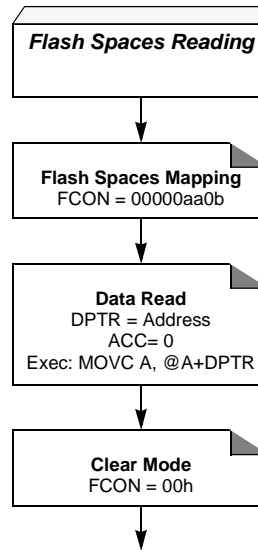 Flash Spaces Reading
Flash Spaces Mapping
FCON = 00000aa0b
Data Read
DPTR = Address
ACC= 0
Exec: MOVC A, @A+DPTR
Clear Mode
FCON = 00h